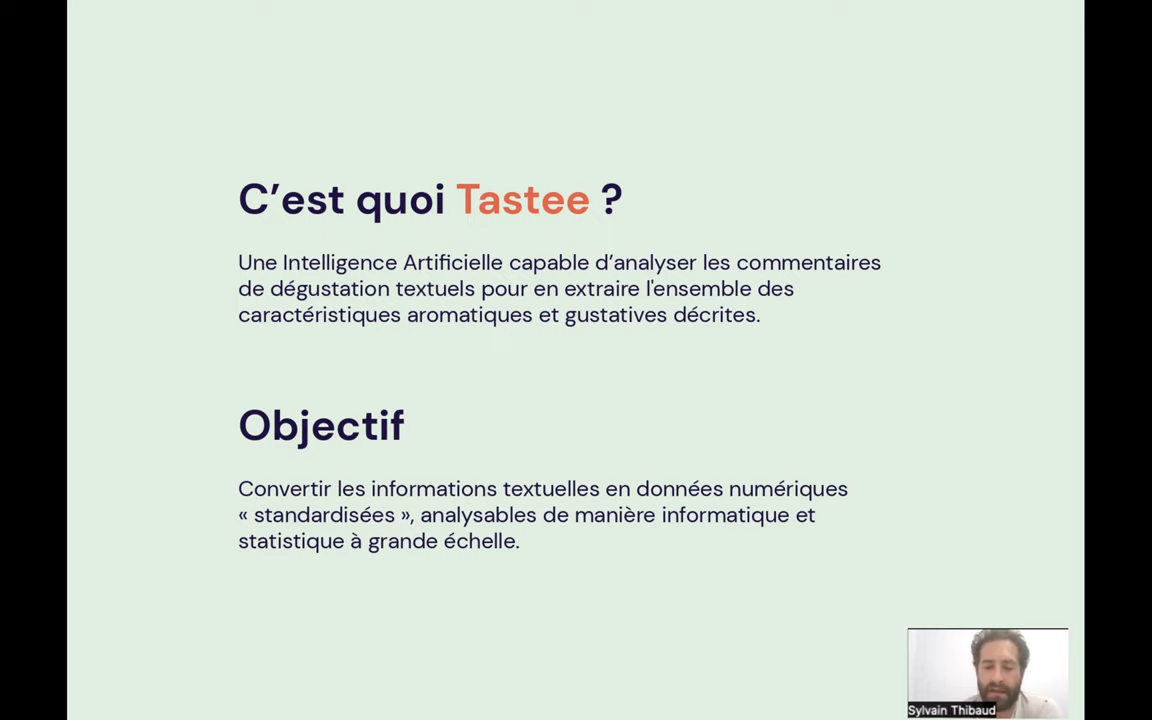 C’est quoi Tastee ?
Une Intelligence Artificielle capable d’analyser les commentaires
de dégustation textuels pour en extraire l'ensemble des
caractéristiques aromatiques et gustatives décrites.
Objectif
Convertir les informations textuelles en données numériques
« standardisées », analysables de manière informatique et
statistique à grande échelle.
Sylvain Thibaud